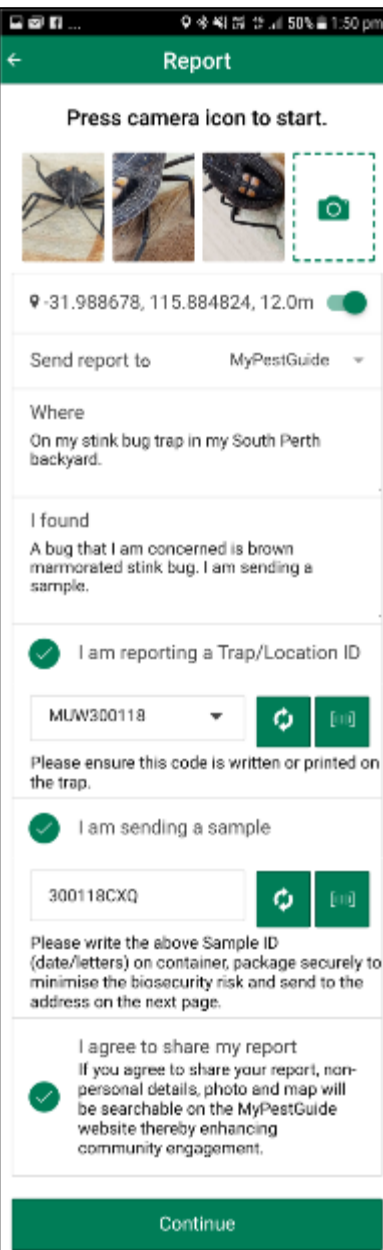 ... 50% 1:50 pm
Report
Press camera icon to start.
-31.988678, 115.884824, 12.0m
Send report to MyPestGuide
Where
On my stink bug trap in my South Perth
backyard.
I found
A bug that I am concerned is brown
marmorated stink bug. I am sending a
sample.
I am reporting a Trap/Location ID
MUW300118
Please ensure this code is written or printed on
the trap.
I am sending a sample
300118CXQ
Please write the above Sample ID
(date/letters) on container, package securely to
minimise the biosecurity risk and send to the
address on the next page.
I agree to share my report
If you agree to share your report, non-
personal details, photo and map will
be searchable on the MyPestGuide
website thereby enhancing
community engagement.
Continue